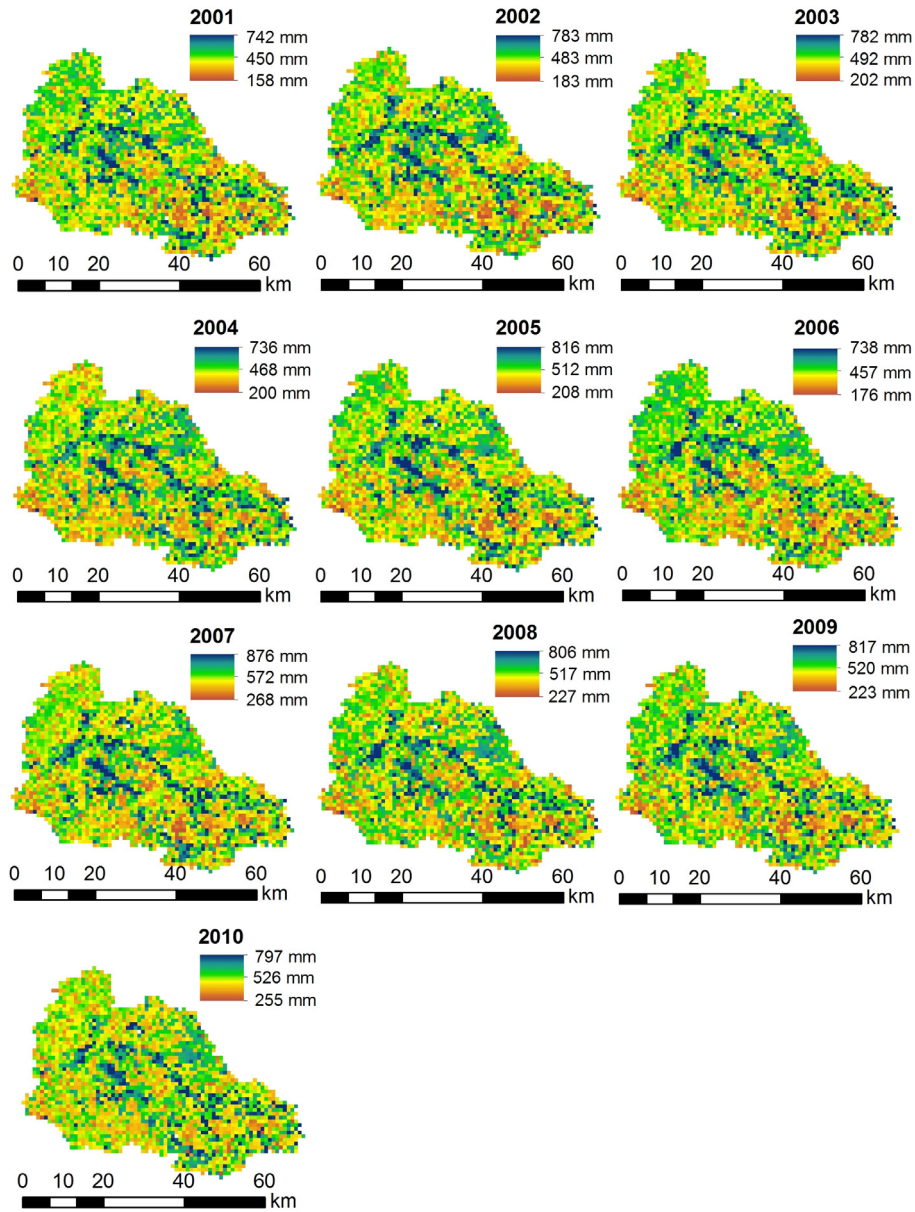 2001
742 mm
450 mm
158 mm
0 10 20 40 60 km
2002
783 mm
483 mm
183 mm
0 10 20 40 60 km
2003
782 mm
492 mm
202 mm
0 10 20 40 60 km
2004
736 mm
468 mm
200 mm
0 10 20 40 60 km
2005
816 mm
512 mm
208 mm
0 10 20 40 60 km
2006
738 mm
457 mm
176 mm
0 10 20 40 60 km
2007
876 mm
572 mm
268 mm
0 10 20 40 60 km
2008
806 mm
517 mm
227 mm
0 10 20 40 60 km
2009
817 mm
520 mm
223 mm
0 10 20 40 60 km
2010
797 mm
526 mm
255 mm
0 10 20 40 60 km